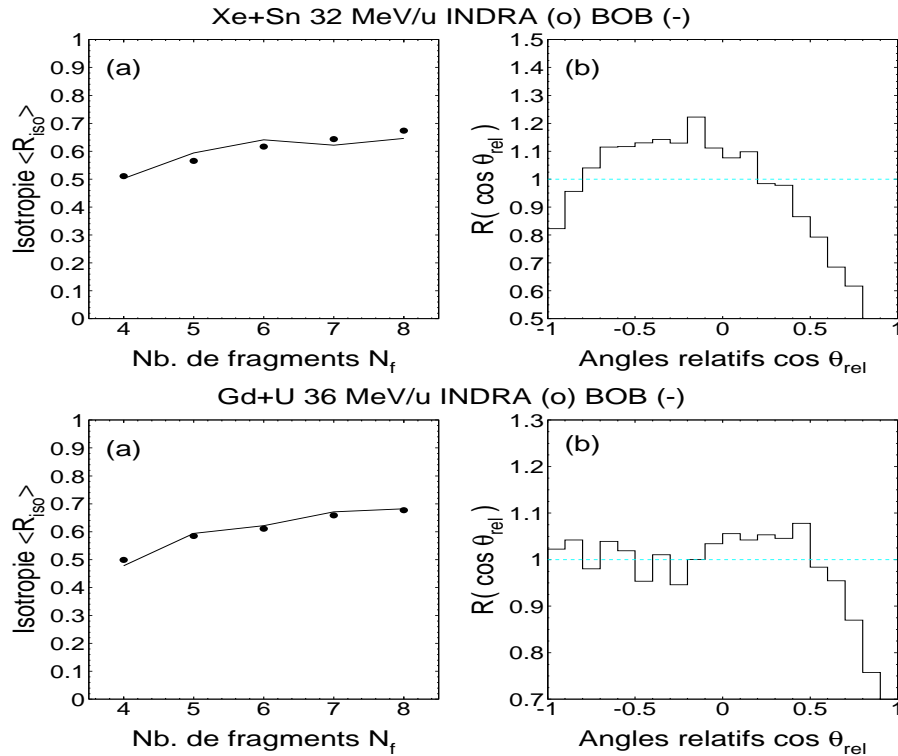 Xe+Sn 32 MeV/u INDRA (o) BOB (-)
(a)
Isotropie <R_iso>
1
0.9
0.8
0.7
0.6
0.5
0.4
0.3
0.2
0.1
0
4 5 6 7 8
Nb. de fragments N_f
(b)
R( cos θ_rel )
1.5
1.4
1.3
1.2
1.1
1
0.9
0.8
0.7
0.6
0.5
-1 -0.5 0 0.5 1
Angles relatifs cos θ_rel
Gd+U 36 MeV/u INDRA (o) BOB (-)
(a)
Isotropie <R_iso>
1
0.9
0.8
0.7
0.6
0.5
0.4
0.3
0.2
0.1
0
4 5 6 7 8
Nb. de fragments N_f
(b)
R( cos θ_rel )
1.3
1.2
1.1
1
0.9
0.8
0.7
-1 -0.5 0 0.5 1
Angles relatifs cos θ_rel